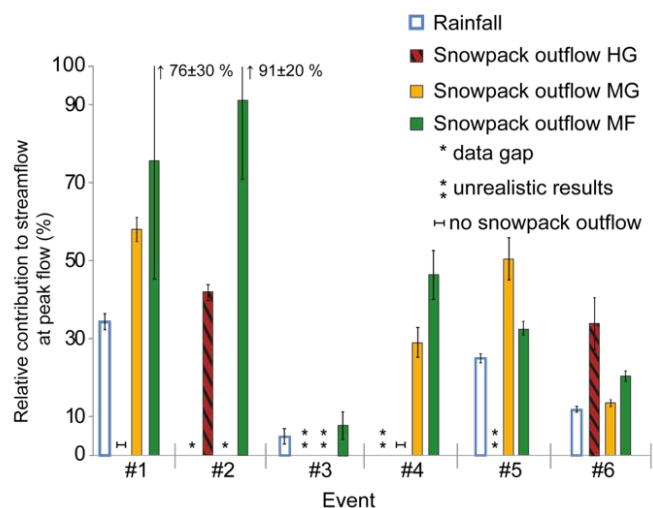 Rainfall
Snowpack outflow HG
Snowpack outflow MG
Snowpack outflow MF
* data gap
** unrealistic results
no snowpack outflow
↑ 76±30 % ↑ 91±20 %
Relative contribution to streamflow
at peak flow (%)
100
90
70
50
30
10
0
* * ** ** ** **
#1 #2 #3 #4 #5 #6
Event